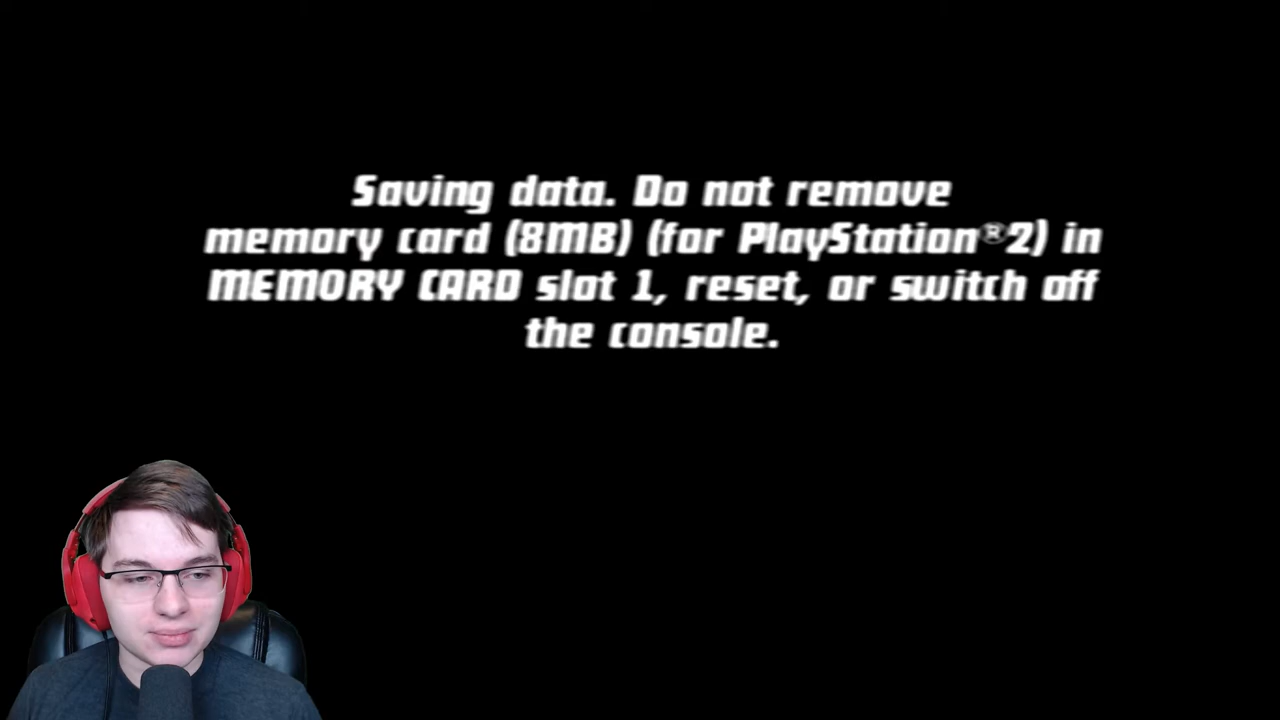 Saving data. Do not remove
memory card (8MB) (for PlayStation®2) in
MEMORY CARD slot 1, reset, or switch off
the console.